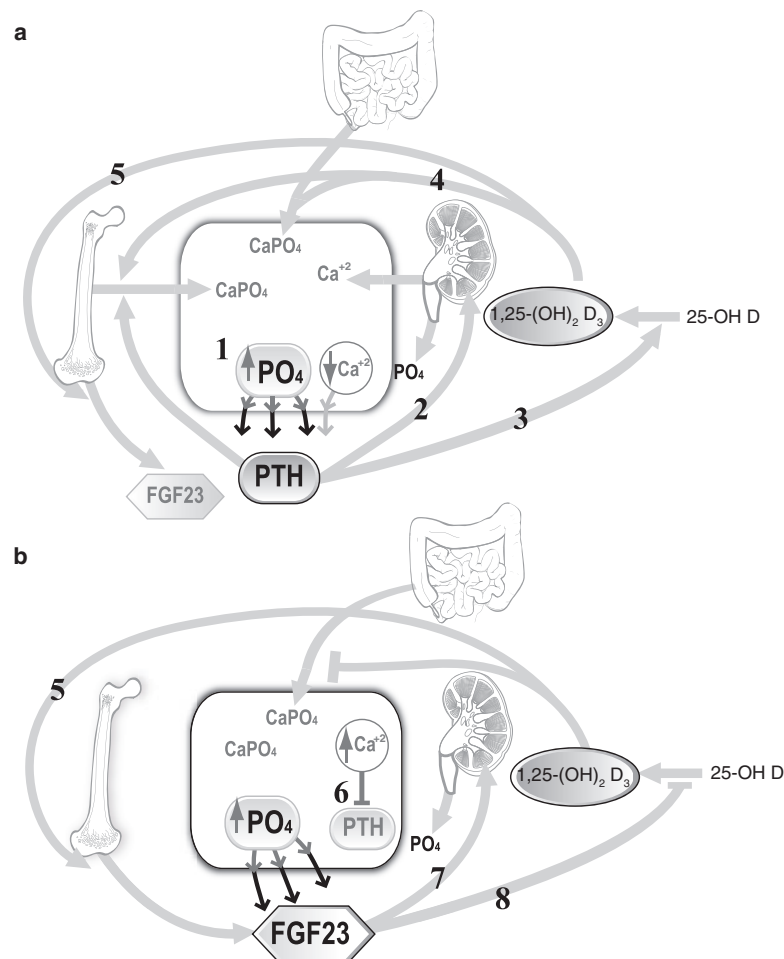 a
5
4
CaPO₄
Ca⁺²
CaPO₄
1,25-(OH)₂ D₃
25-OH D
1
PO₄
Ca⁺²
PO₄
2
3
PTH
FGF23
b
5
CaPO₄
CaPO₄
Ca⁺²
1,25-(OH)₂ D₃
25-OH D
6
PO₄
PTH
PO₄
7
8
FGF23